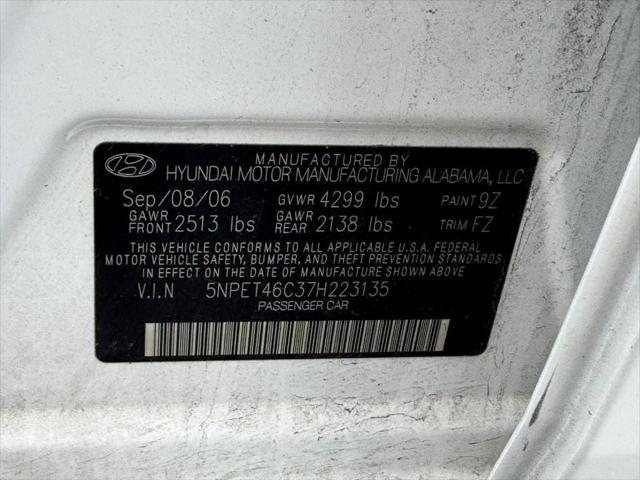 MANUFACTURED BY
HYUNDAI MOTOR MANUFACTURING ALABAMA, LLC
Sep/08/06 GVWR 4299 lbs PAINT 9Z
GAWR FRONT 2513 lbs GAWR REAR 2138 lbs TRIM FZ
THIS VEHICLE CONFORMS TO ALL APPLICABLE U.S.A. FEDERAL
MOTOR VEHICLE SAFETY, BUMPER, AND THEFT PREVENTION STANDARDS
IN EFFECT ON THE DATE OF MANUFACTURE SHOWN ABOVE
V.I.N 5NPET46C37H223135
PASSENGER CAR